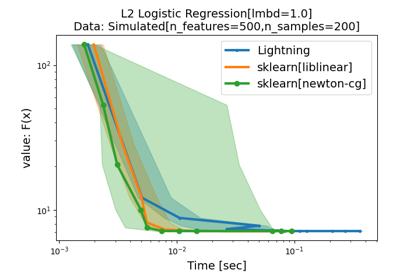 L2 Logistic Regression[lmbd=1.0]
Data: Simulated[n_features=500,n_samples=200]
Lightning
sklearn[liblinear]
sklearn[newton-cg]
value: F(x)
10²
10¹
10⁻³
10⁻²
10⁻¹
Time [sec]